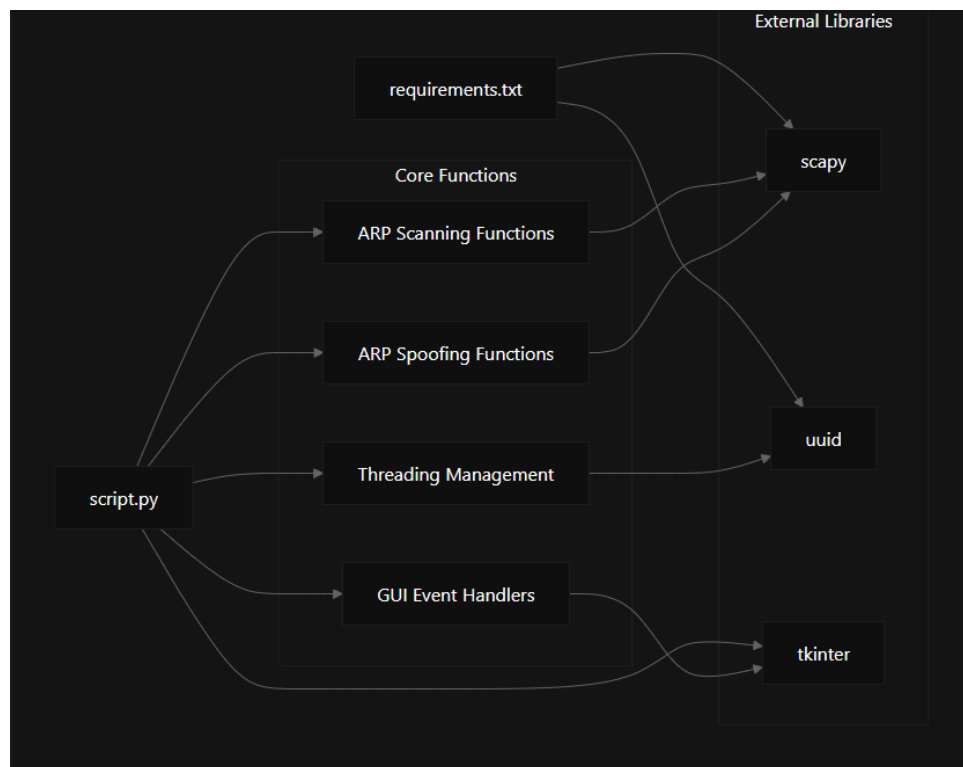 External Libraries
requirements.txt
scapy
Core Functions
ARP Scanning Functions
ARP Spoofing Functions
uuid
Threading Management
script.py
GUI Event Handlers
tkinter